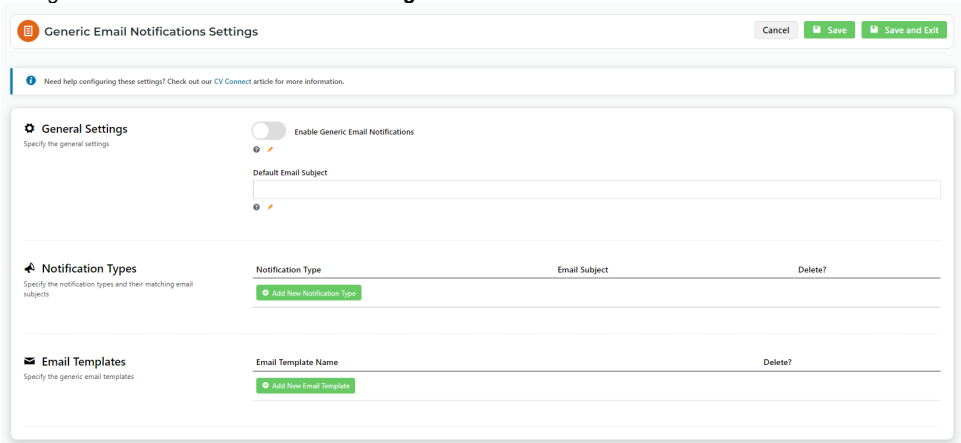 Generic Email Notifications Settings
Cancel
Save
Save and Exit
Need help configuring these settings? Check out our CV Connect article for more information.
General Settings
Specify the general settings
Enable Generic Email Notifications
Default Email Subject
Notification Types
Specify the notification types and their matching email
subjects
Notification Type
Email Subject
Delete?
Add New Notification Type
Email Templates
Specify the generic email templates
Email Template Name
Delete?
Add New Email Template